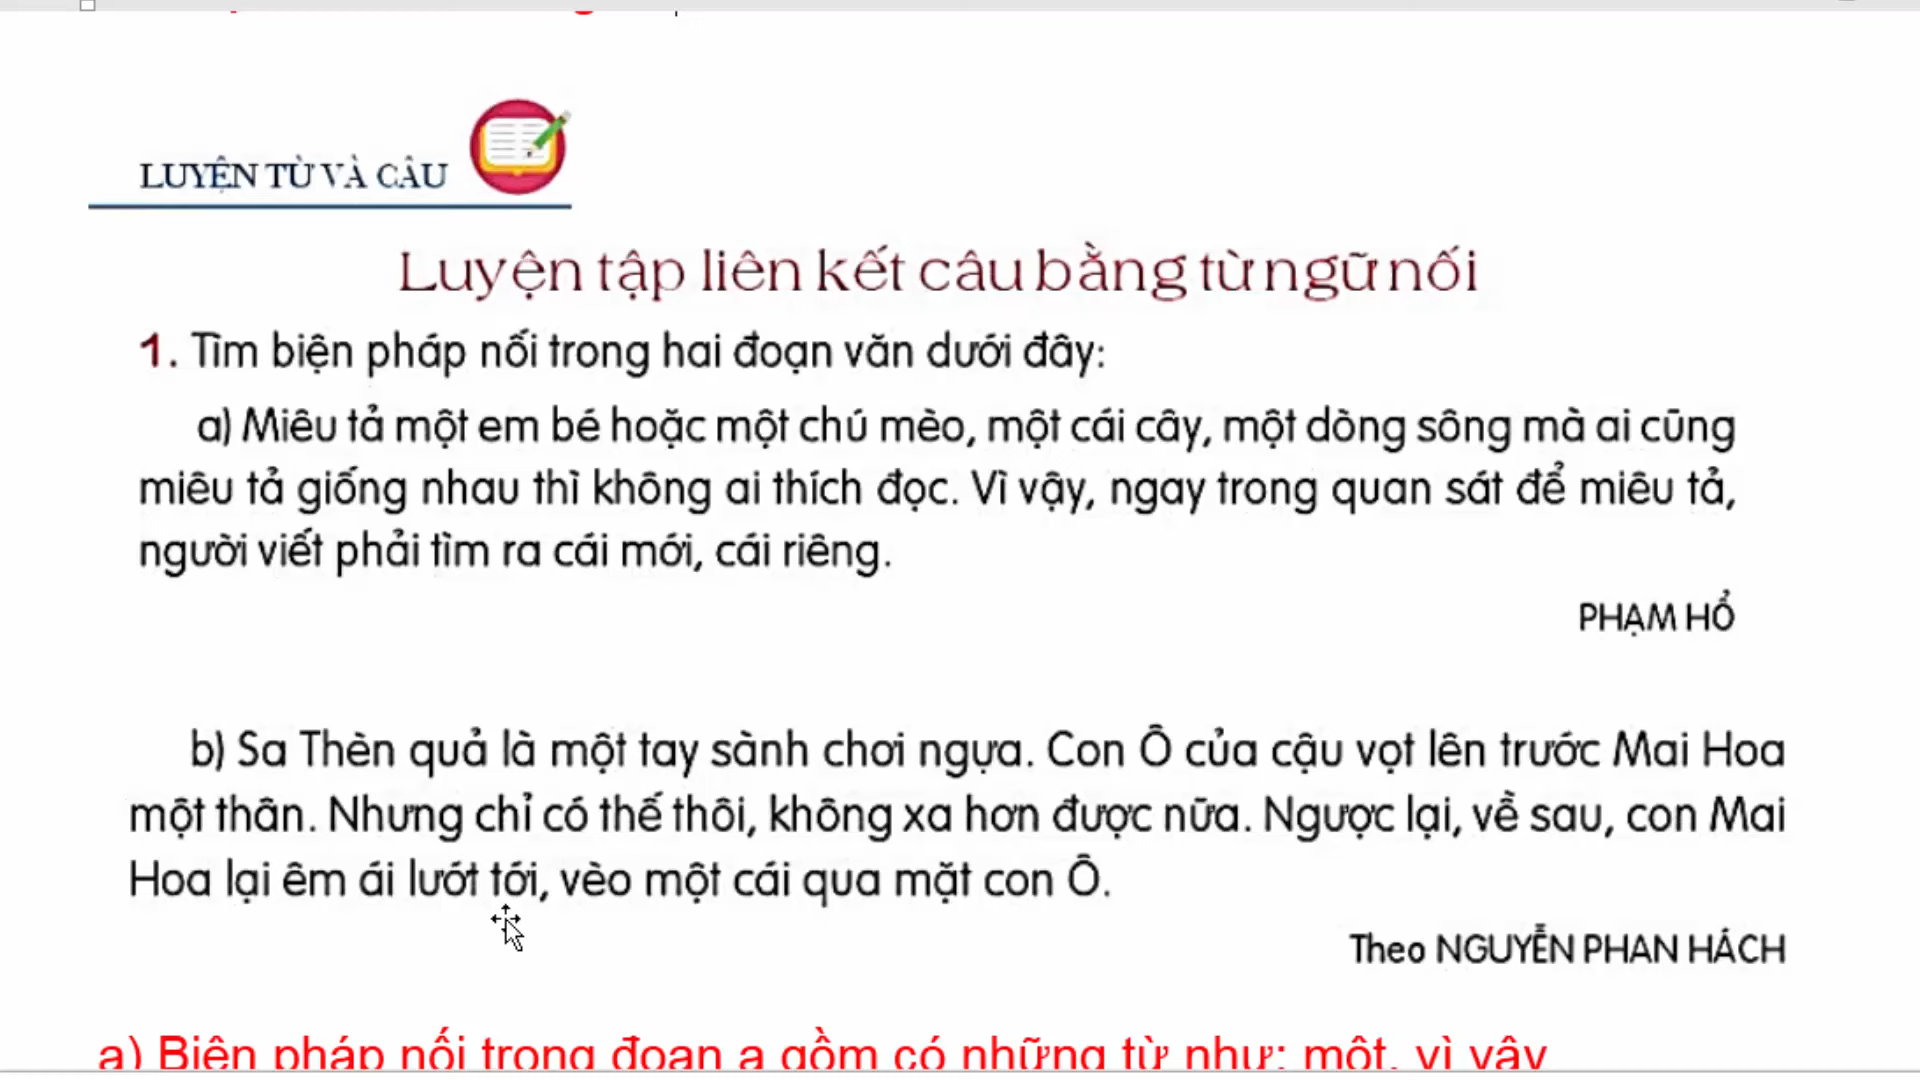 LUYỆN TỪ VÀ CÂU
Luyện tập liên kết câu bằng từ ngữ nối
1. Tìm biện pháp nối trong hai đoạn văn dưới đây:
a) Miêu tả một em bé hoặc một chú mèo, một cái cây, một dòng sông mà ai cũng
miêu tả giống nhau thì không ai thích đọc. Vì vậy, ngay trong quan sát để miêu tả,
người viết phải tìm ra cái mới, cái riêng.
PHẠM HỔ
b) Sa Thèn quả là một tay sành chơi ngựa. Con Ô của cậu vọt lên trước Mai Hoa
một thân. Nhưng chỉ có thế thôi, không xa hơn được nữa. Ngược lại, về sau, con Mai
Hoa lại êm ái lướt tới, vèo một cái qua mặt con Ô.
Theo NGUYỄN PHAN HÁCH
a) Biện pháp nối trong đoạn a gồm có những từ như: một, vì vậy